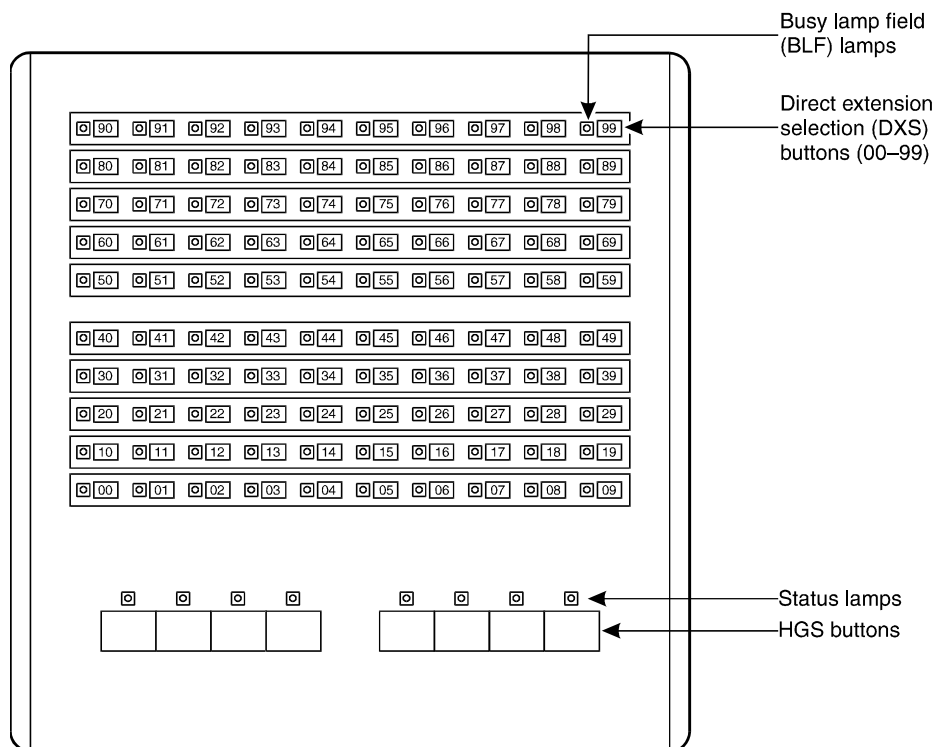 Busy lamp field
(BLF) lamps
Direct extension
selection (DXS)
buttons (00–99)
90 91 92 93 94 95 96 97 98 99
80 81 82 83 84 85 86 87 88 89
70 71 72 73 74 75 76 77 78 79
60 61 62 63 64 65 66 67 68 69
50 51 52 53 54 55 56 57 58 59
40 41 42 43 44 45 46 47 48 49
30 31 32 33 34 35 36 37 38 39
20 21 22 23 24 25 26 27 28 29
10 11 12 13 14 15 16 17 18 19
00 01 02 03 04 05 06 07 08 09
Status lamps
HGS buttons